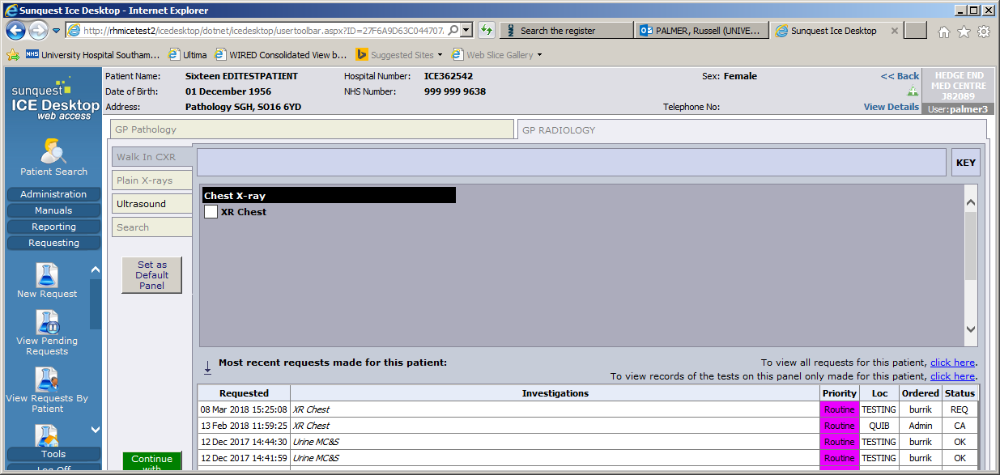 Sunquest Ice Desktop - Internet Explorer
http://rhmicetest2/icedesktop/dotnet/icedesktop/usertoolbar.aspx?ID=27F6A9D63C044707.
Search the register
PALMER, Russell (UNIVE...
Sunquest Ice Desktop
NHS University Hospital Southam...
Ultima
WIRED Consolidated View b...
Suggested Sites
Web Slice Gallery
sunquest
ICE Desktop
web access
Patient Name: Sixteen EDITESTPATIENT Hospital Number: ICE362542 Sex: Female << Back
Date of Birth: 01 December 1956 NHS Number: 999 999 9638
Address: Pathology SGH, SO16 6YD Telephone No: View Details
HEDGE END
MED CENTRE
J82089
User:palmer3
Patient Search
Administration
Manuals
Reporting
Requesting
New Request
View Pending
Requests
View Requests By
Patient
Tools
Log Off
GP Pathology
GP RADIOLOGY
Walk In CXR
Plain X-rays
Ultrasound
Search
Set as
Default
Panel
Continue
with
KEY
Chest X-ray
XR Chest
Most recent requests made for this patient:
To view all requests for this patient, click here.
To view records of the tests on this panel only made for this patient, click here.
Requested Investigations Priority Loc Ordered Status
08 Mar 2018 15:25:08 XR Chest Routine TESTING burrik REQ
13 Feb 2018 11:59:25 XR Chest Routine QUIB Admin CA
12 Dec 2017 14:44:30 Urine MC&S Routine TESTING burrik OK
12 Dec 2017 14:41:59 Urine MC&S Routine TESTING burrik OK